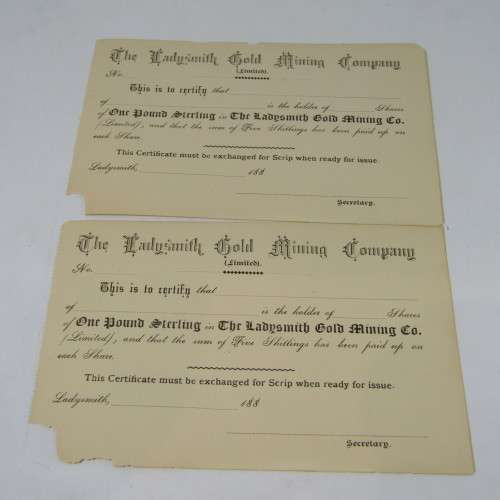 The Ladysmith Gold Mining Company
(Limited).
No.
This is to certify that
of is the holder of Shares
of One Pound Sterling in The Ladysmith Gold Mining Co.
(Limited), and that the sum of Five Shillings has been paid up on
each Share.
This Certificate must be exchanged for Scrip when ready for issue.
Ladysmith, 188
Secretary.
The Ladysmith Gold Mining Company
(Limited).
No.
This is to certify that
of is the holder of Shares
of One Pound Sterling in The Ladysmith Gold Mining Co.
(Limited), and that the sum of Five Shillings has been paid up on
each Share.
This Certificate must be exchanged for Scrip when ready for issue.
Ladysmith, 188
Secretary.